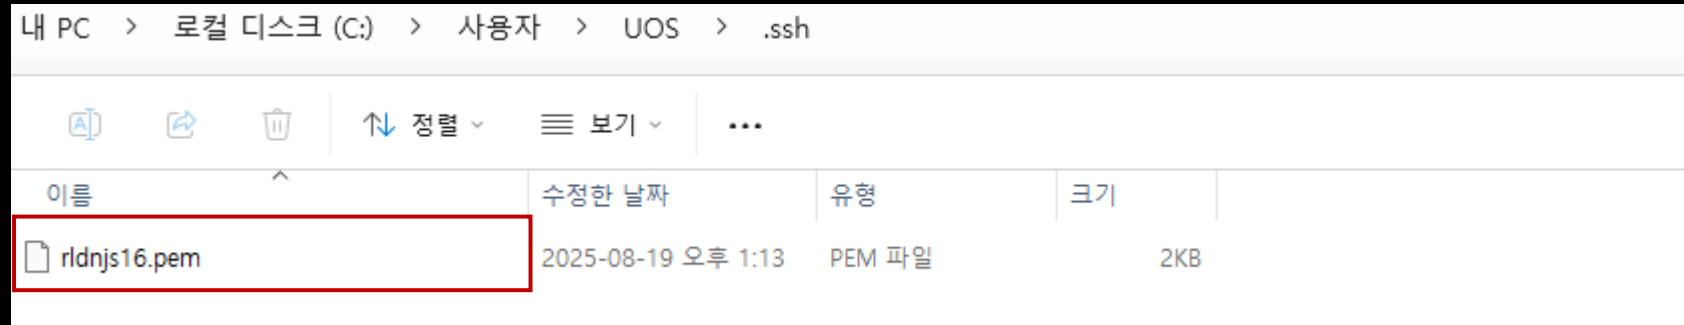 내 PC > 로컬 디스크 (C:) > 사용자 > UOS > .ssh
정렬 보기 ...
이름 수정한 날짜 유형 크기
rldnjs16.pem 2025-08-19 오후 1:13 PEM 파일 2KB